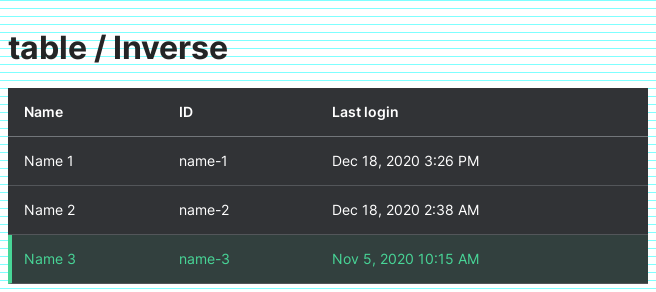 table / Inverse
Name ID Last login
Name 1 name-1 Dec 18, 2020 3:26 PM
Name 2 name-2 Dec 18, 2020 2:38 AM
Name 3 name-3 Nov 5, 2020 10:15 AM